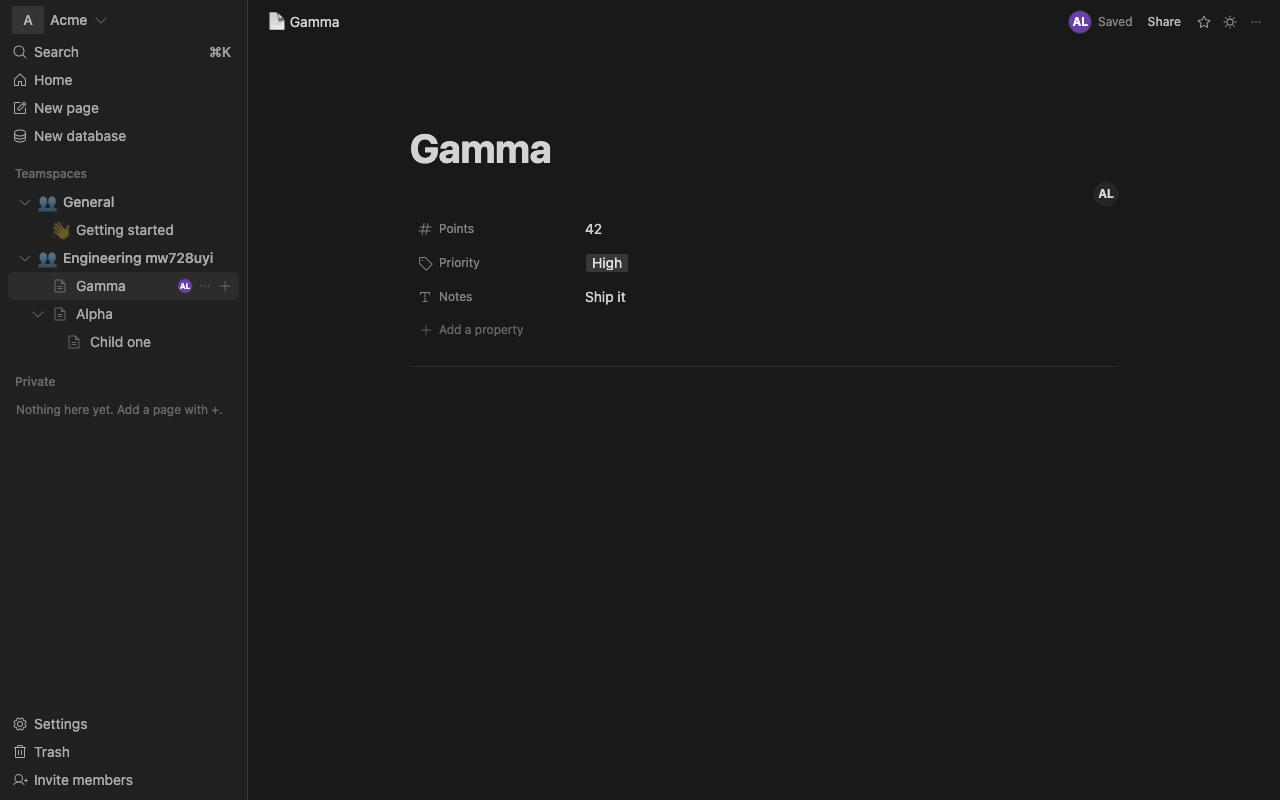 A Acme
Search ⌘K
Home
New page
New database
Teamspaces
General
Getting started
Engineering mw728uyi
Gamma AL
Alpha
Child one
Private
Nothing here yet. Add a page with +.
Settings
Trash
Invite members
Gamma
AL Saved Share
Gamma
AL
Points 42
Priority High
Notes Ship it
Add a property